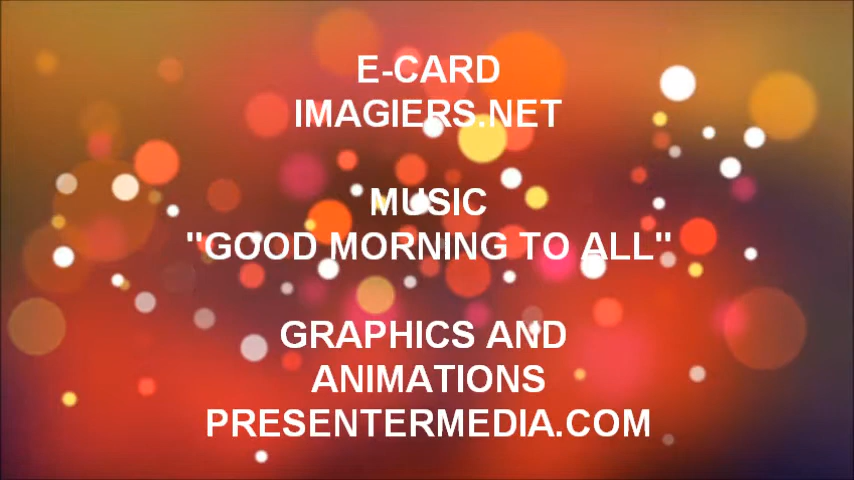 E-CARD
IMAGIERS.NET
MUSIC
"GOOD MORNING TO ALL"
GRAPHICS AND
ANIMATIONS
PRESENTERMEDIA.COM